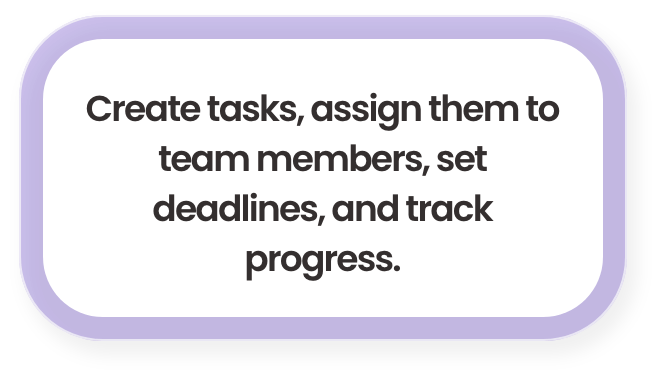 Create tasks, assign them to
team members, set
deadlines, and track
progress.